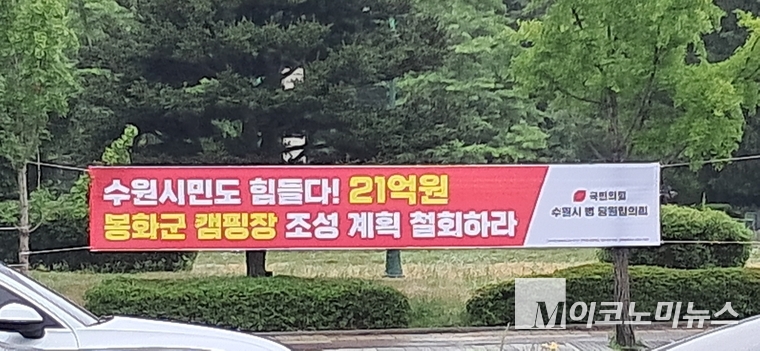 수원시민도 힘들다! 21억원
봉화군 캠핑장 조성 계획 철회하라
국민의힘
수원시 병 당원협의회
M이코노미뉴스